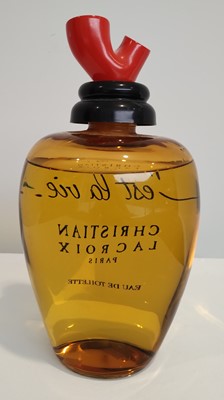 C'est la vie
CHRISTIAN
LACROIX
PARIS
EAU DE TOILETTE